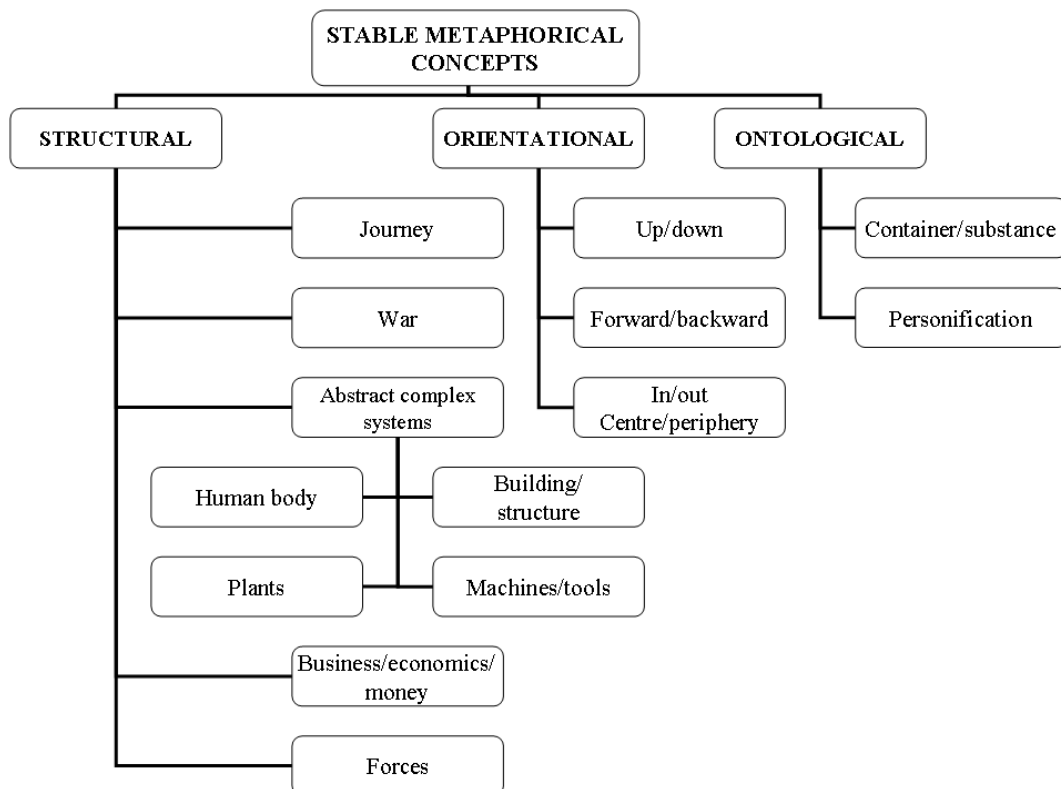 STABLE METAPHORICAL
CONCEPTS
STRUCTURAL
ORIENTATIONAL
ONTOLOGICAL
Journey
Up/down
Container/substance
War
Forward/backward
Personification
Abstract complex
systems
In/out
Centre/periphery
Human body
Building/
structure
Plants
Machines/tools
Business/economics/
money
Forces